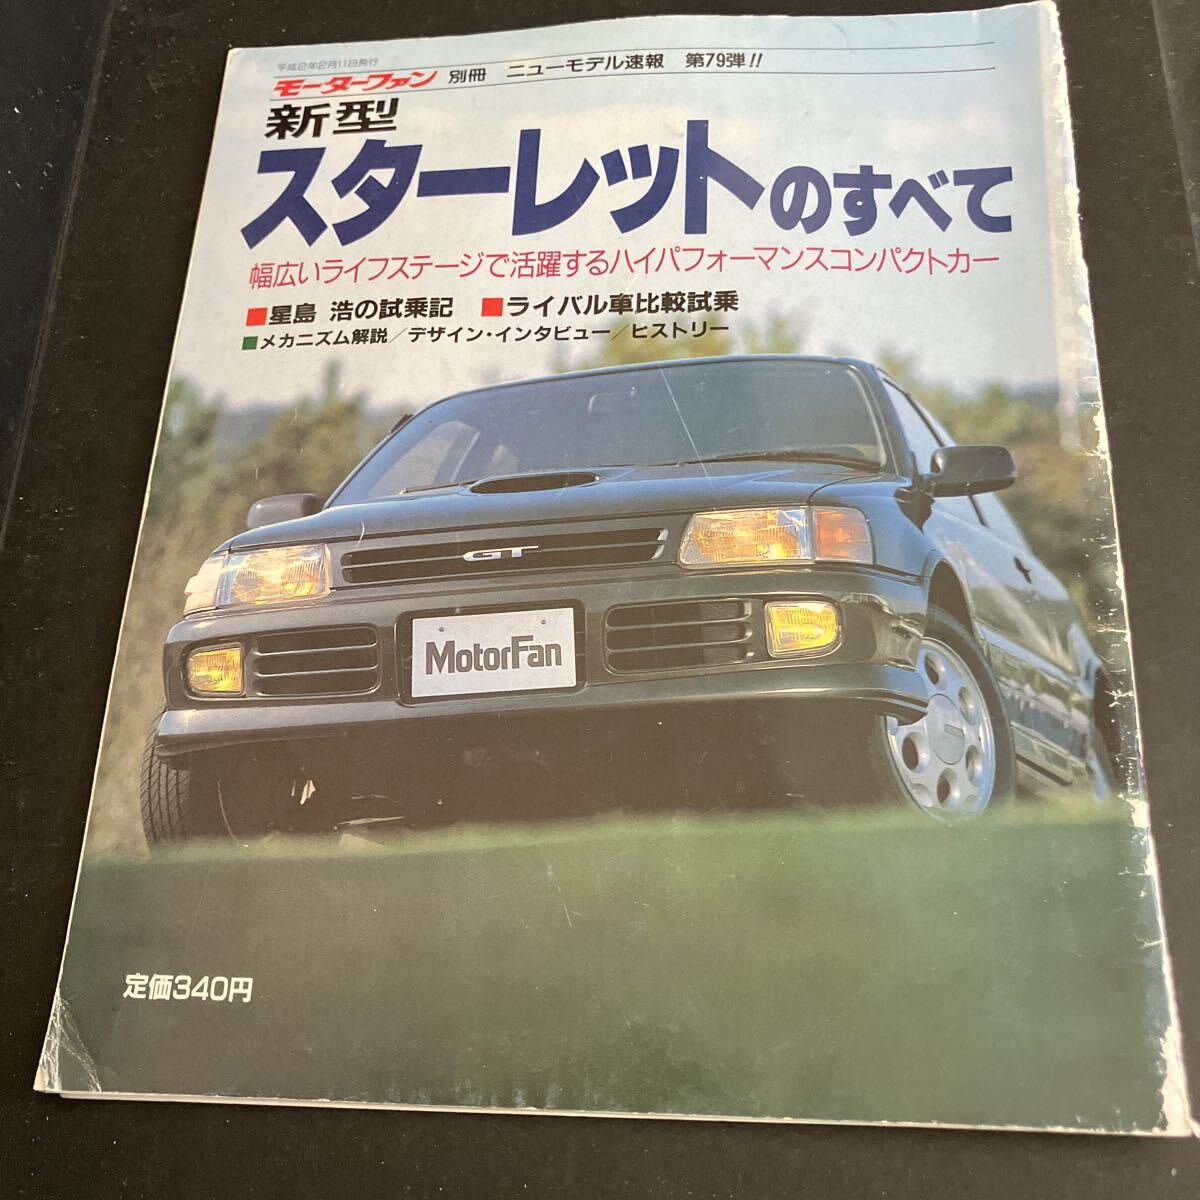 平成2年2月11日発行
モーターファン 別冊 ニューモデル速報 第79弾!!
新型
スターレットのすべて
幅広いライフステージで活躍するハイパフォーマンスコンパクトカー
■星島 浩の試乗記 ■ライバル車比較試乗
■メカニズム解説/デザイン・インタビュー/ヒストリー
GT
MotorFan
定価340円